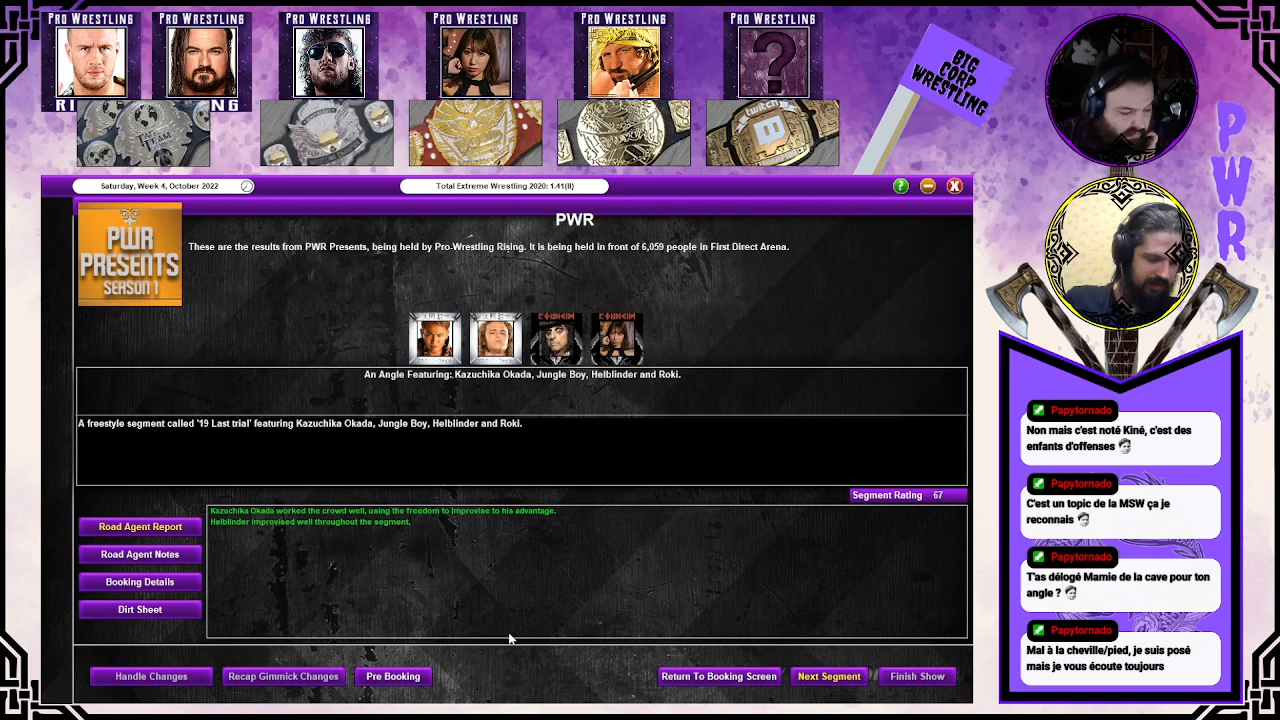 PRO WRESTLING
PRO WRESTLING
PRO WRESTLING
PRO WRESTLING
PRO WRESTLING
PRO WRESTLING
RI
NG
TAG TEAM
BIG
CORP
WRESTLING
PWR
Saturday, Week 4, October 2022
Total Extreme Wrestling 2020: 1.41(II)
?
X
PWR
PRESENTS
SEASON 1
PWR
These are the results from PWR Presents, being held by Pro-Wrestling Rising. It is being held in front of 6,059 people in First Direct Arena.
An Angle Featuring: Kazuchika Okada, Jungle Boy, Helblinder and Roki.
A freestyle segment called '19 Last trial' featuring Kazuchika Okada, Jungle Boy, Helblinder and Roki.
Segment Rating 67
Kazuchika Okada worked the crowd well, using the freedom to improvise to his advantage.
Helblinder improvised well throughout the segment.
Road Agent Report
Road Agent Notes
Booking Details
Dirt Sheet
Handle Changes
Recap Gimmick Changes
Pre Booking
Return To Booking Screen
Next Segment
Finish Show
Papytornado
Non mais c'est noté Kiné, c'est des
enfants d'offenses
Papytornado
C'est un topic de la MSW ça je
reconnais
Papytornado
T'as délogé Mamie de la cave pour ton
angle ?
Papytornado
Mal à la cheville/pied, je suis posé
mais je vous écoute toujours